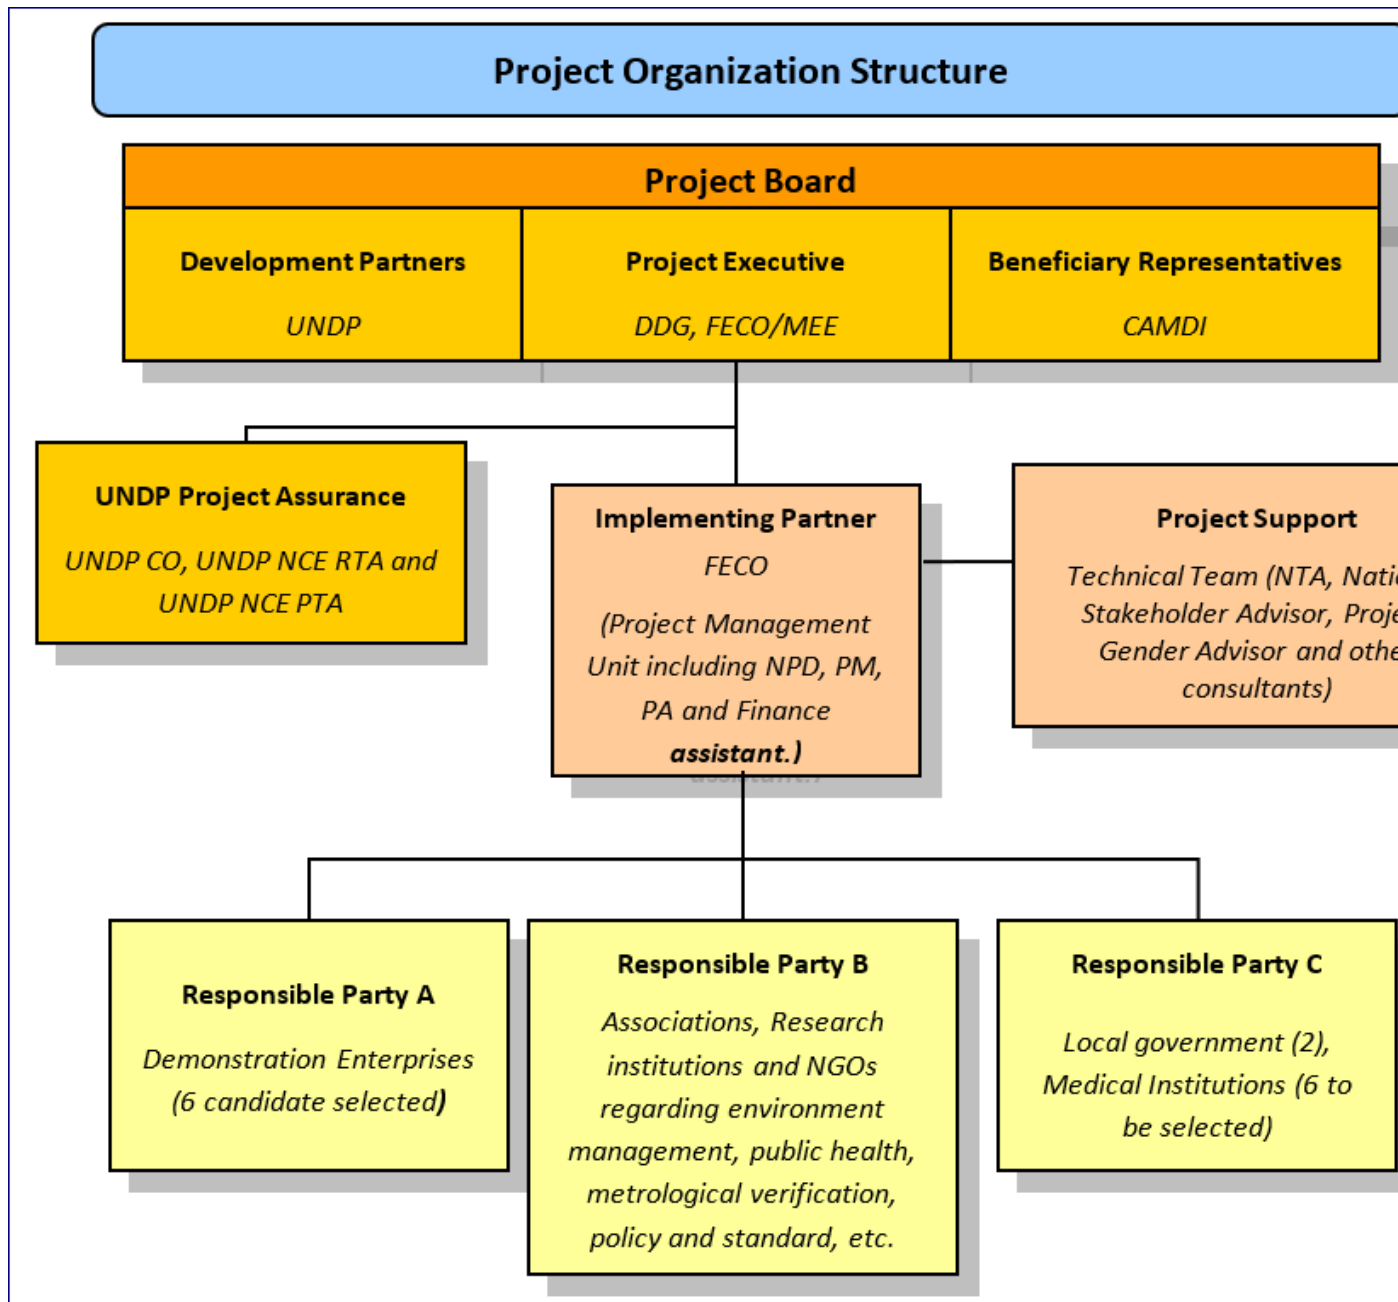 Project Organization Structure
Project Board
Development Partners
UNDP
Project Executive
DDG, FECO/MEE
Beneficiary Representatives
CAMDI
UNDP Project Assurance
UNDP CO, UNDP NCE RTA and
UNDP NCE PTA
Implementing Partner
FECO
(Project Management
Unit including NPD, PM,
PA and Finance
assistant.)
Project Support
Technical Team (NTA,
Stakeholder Advisor,
Gender Advisor and
consultants)
Responsible Party A
Demonstration Enterprises
(6 candidate selected)
Responsible Party B
Associations, Research
institutions and NGOs
regarding environment
management, public health,
metrological verification,
policy and standard, etc.
Responsible Party C
Local government (2),
Medical Institutions (6 to
be selected)